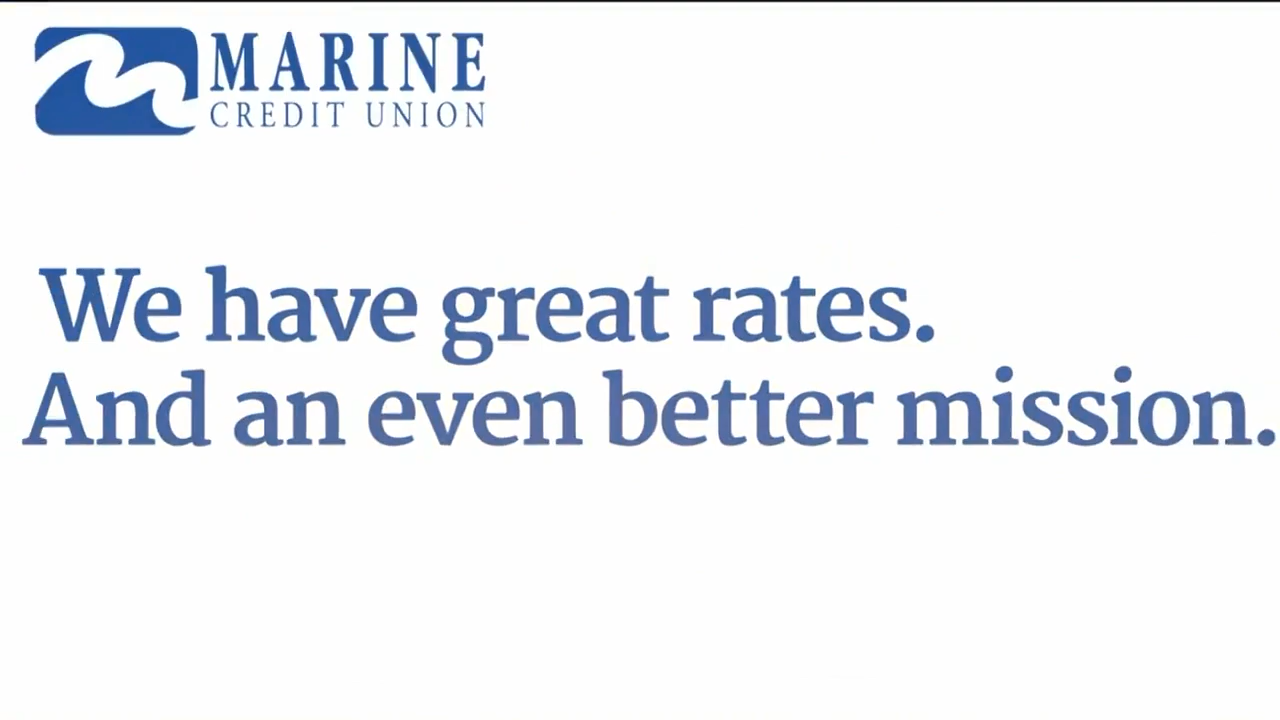 MARINE
CREDIT UNION
We have great rates.
And an even better mission.